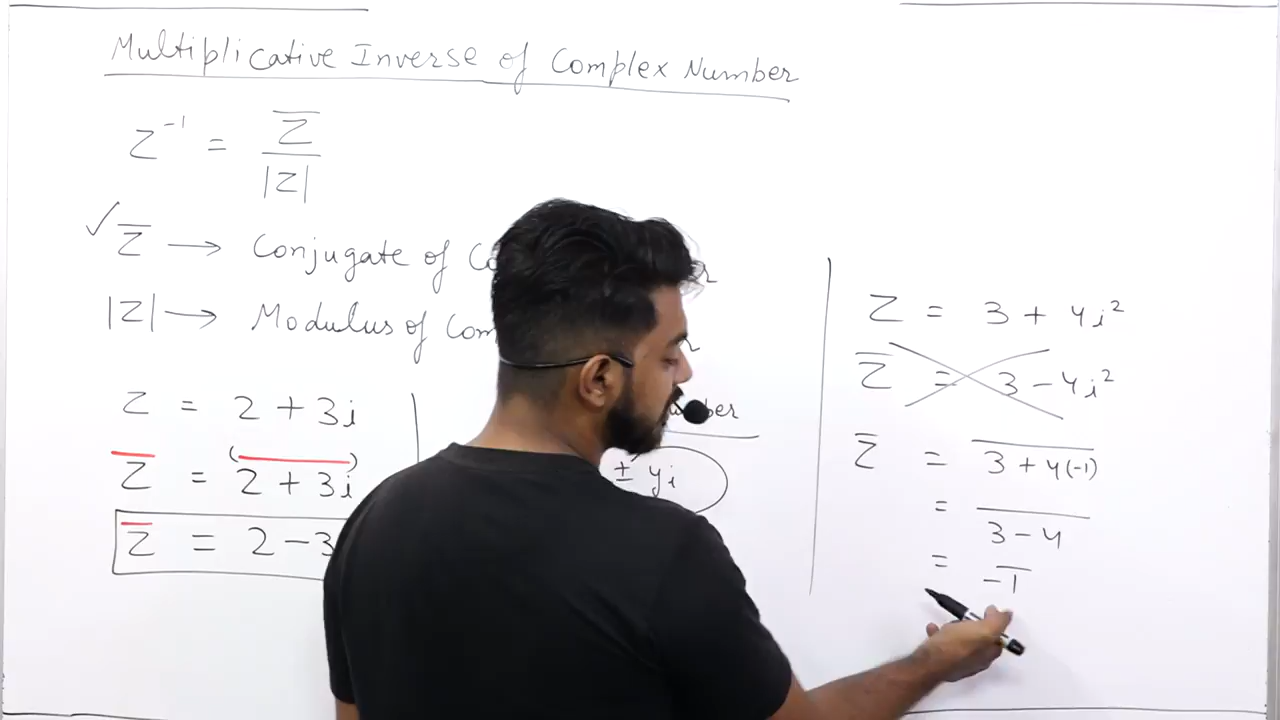 Multiplicative Inverse of Complex Number
Z⁻¹ = Z̅ / |Z|
✓ Z̅ → Conjugate of
|Z| → Modulus of Com
Z = 2 + 3i
Z̅ = (2 + 3i)
Z̅ = 2 - 3
± yi
Z = 3 + 4i²
Z̅ = 3 - 4i²
Z̅ = 3 + 4(-1)
= 3 - 4
= -1